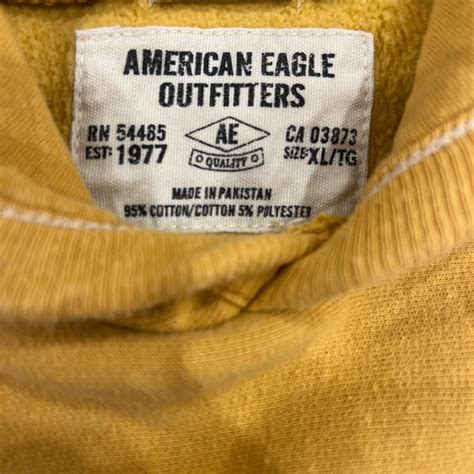 AMERICAN EAGLE
OUTFITTERS
RN 54485 AE CA 03873
EST: 1977 QUALITY SIZE: XL/TG
MADE IN PAKISTAN
95% COTTON/COTTON 5% POLYESTER